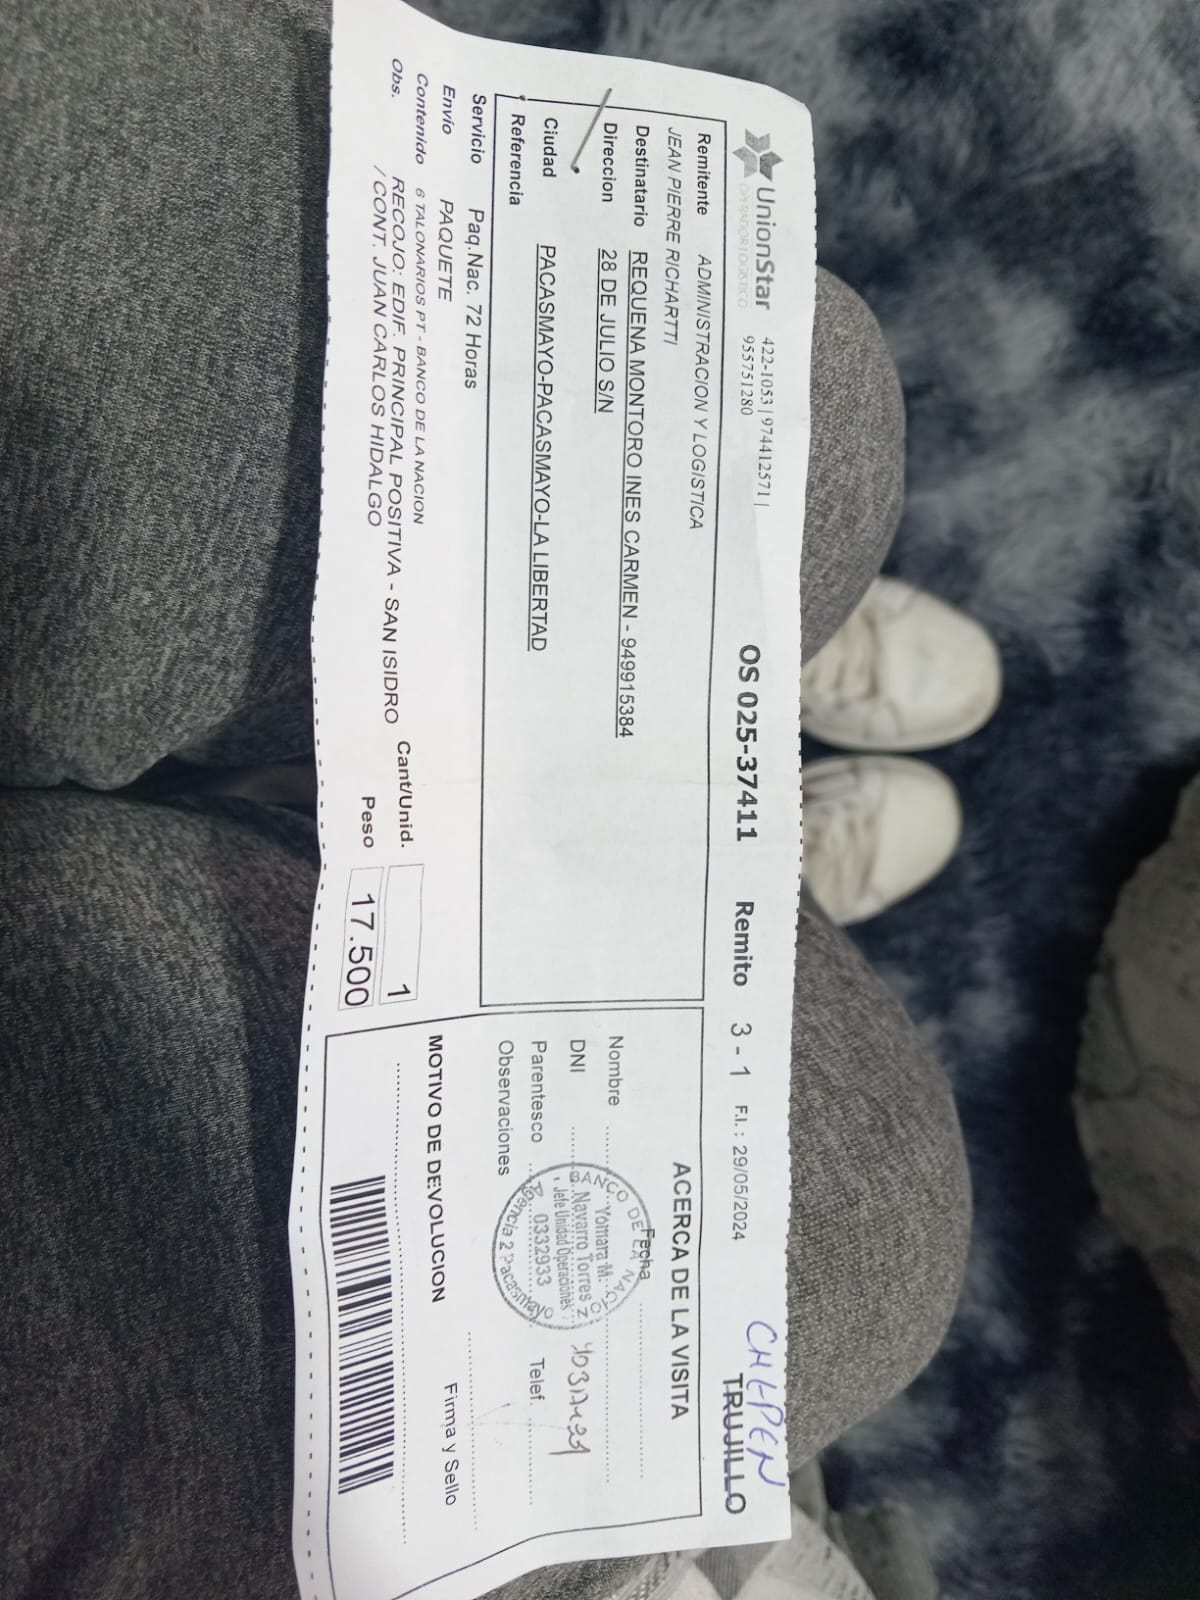 UnionStar
OPERADOR LOGISTICO
422-1053 | 974412571 |
955751280
OS 025-37411 Remito 3 - 1 F.I.: 29/05/2024
CHEPEN
TRUJILLO
Remitente ADMINISTRACION Y LOGISTICA
JEAN PIERRE RICHARTTI
Destinatario REQUENA MONTORO INES CARMEN - 949915384
Direccion 28 DE JULIO S/N
Ciudad PACASMAYO-PACASMAYO-LA LIBERTAD
Referencia
Servicio Paq.Nac. 72 Horas
Envio PAQUETE
Contenido 6 TALONARIOS PT - BANCO DE LA NACION
Obs. RECOJO: EDIF. PRINCIPAL POSITIVA - SAN ISIDRO
/ CONT. JUAN CARLOS HIDALGO
Cant/Unid. 1
Peso 17.500
ACERCA DE LA VISITA
Fecha
Nombre
DNI
Parentesco
Telef.
Observaciones
BANCO DE LA NACION
Yomara M.
Navarro Torres
Jefe Unidad Operaciones
0332933
Agencia 2 Pacasmayo
MOTIVO DE DEVOLUCION
Firma y Sello